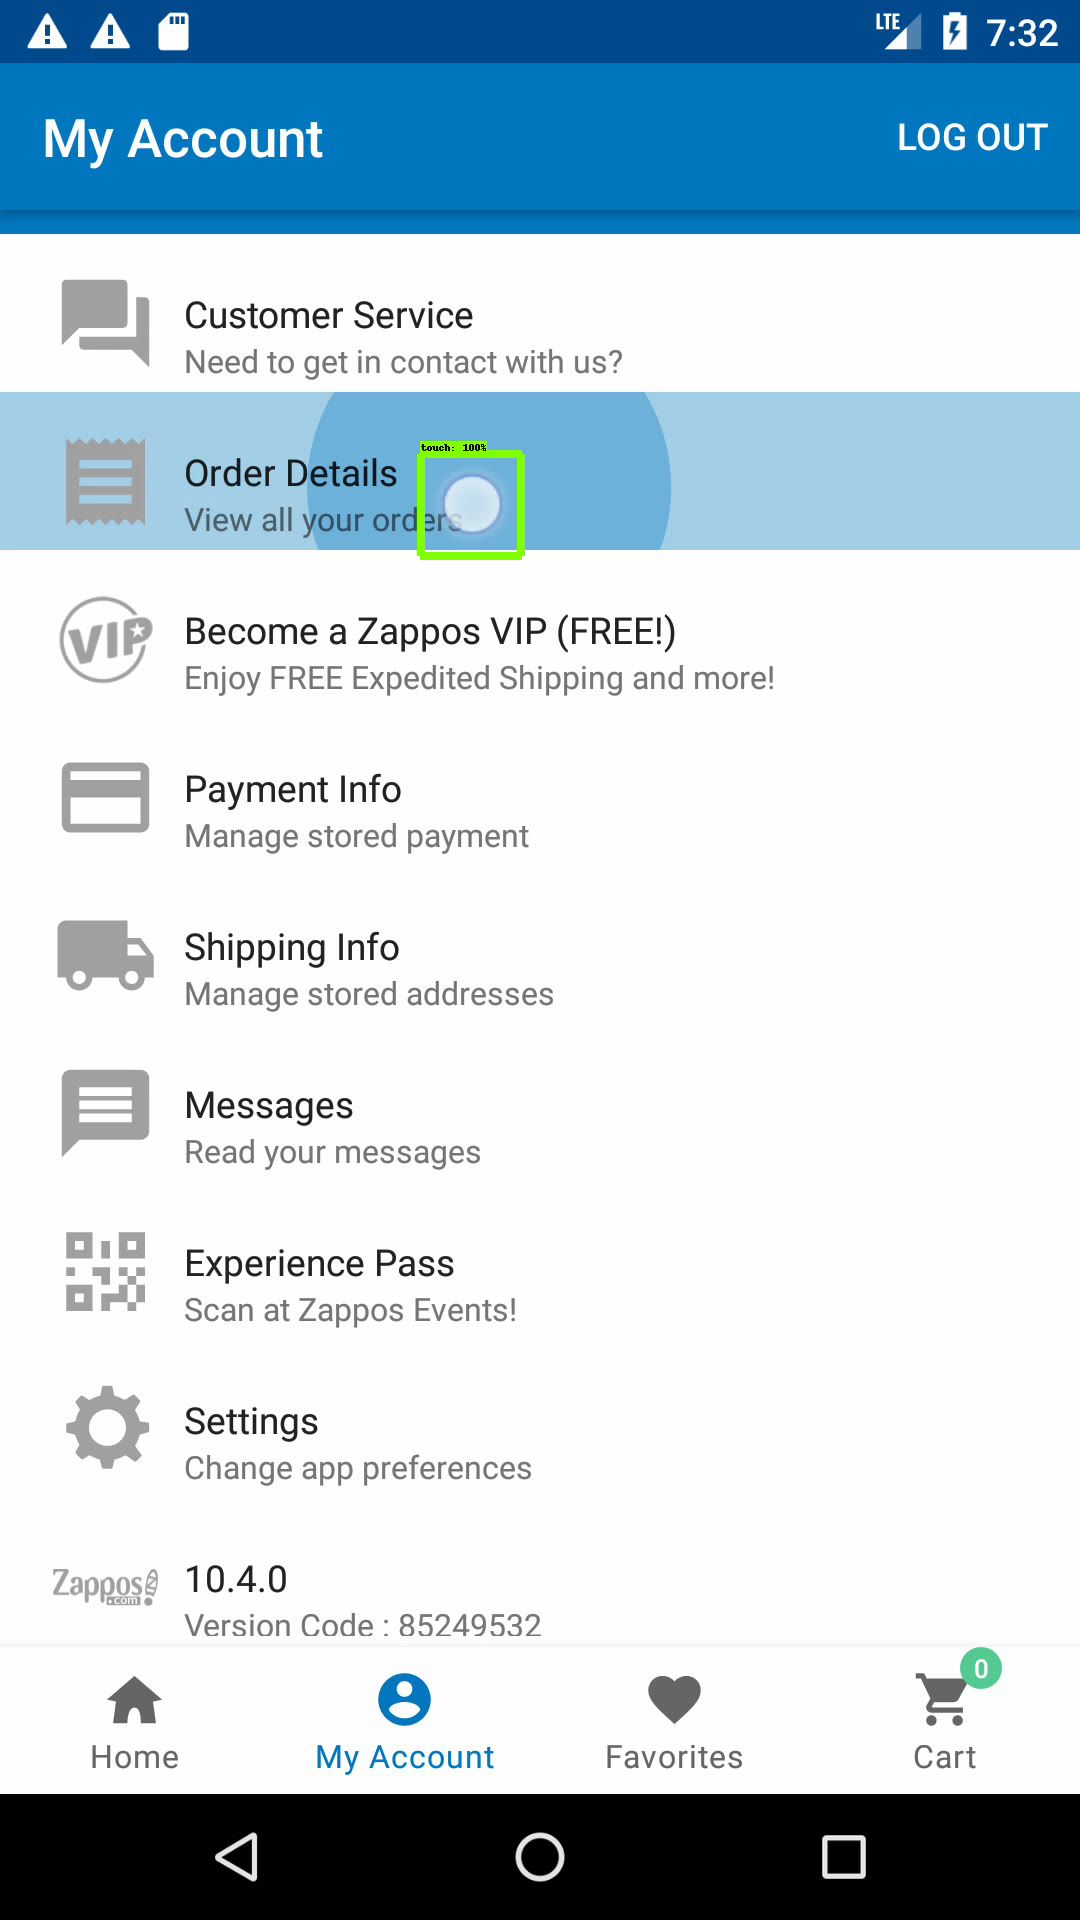 LTE 7:32
My Account LOG OUT
Customer Service
Need to get in contact with us?
touch: 100%
Order Details
View all your orders
VIP
Become a Zappos VIP (FREE!)
Enjoy FREE Expedited Shipping and more!
Payment Info
Manage stored payment
Shipping Info
Manage stored addresses
Messages
Read your messages
Experience Pass
Scan at Zappos Events!
Settings
Change app preferences
Zappos
.com
10.4.0
Version Code : 85249532
0
Home My Account Favorites Cart